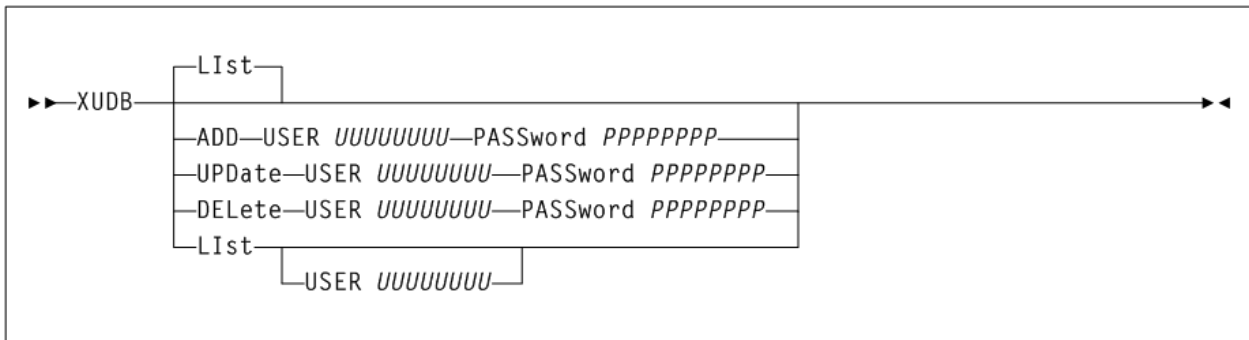 LIst
XUDB
ADD USER UUUUUUUU PASSword PPPPPPPP
UPDate USER UUUUUUUU PASSword PPPPPPPP
DELete USER UUUUUUUU PASSword PPPPPPPP
LIst
USER UUUUUUUU